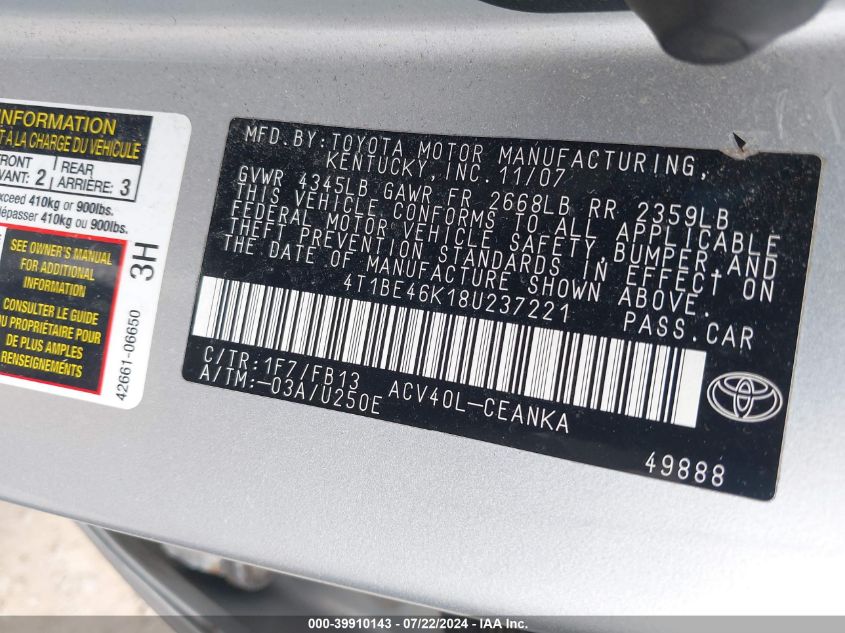 INFORMATION
T À LA CHARGE DU VÉHICULE
FRONT
VANT: 2
REAR
ARRIÈRE: 3
xceed 410kg or 900lbs.
dépasser 410kg ou 900lbs.
SEE OWNER'S MANUAL
FOR ADDITIONAL
INFORMATION
CONSULTER LE GUIDE
DU PROPRIÉTAIRE POUR
DE PLUS AMPLES
RENSEIGNEMENTS
3H
42661-06650
MFD. BY: TOYOTA MOTOR MANUFACTURING,
KENTUCKY, INC. 11/07
GVWR 4345LB GAWR FR 2668LB RR 2359LB
THIS VEHICLE CONFORMS TO ALL APPLICABLE
FEDERAL MOTOR VEHICLE SAFETY, BUMPER, AND
THEFT PREVENTION STANDARDS IN EFFECT ON
THE DATE OF MANUFACTURE SHOWN ABOVE.
4T1BE46K18U237221 PASS. CAR
C/TR: 1F7/FB13
A/TM: -03A/U250E
ACV40L-CEANKA
49888
000-39910143 - 07/22/2024 - IAA Inc.